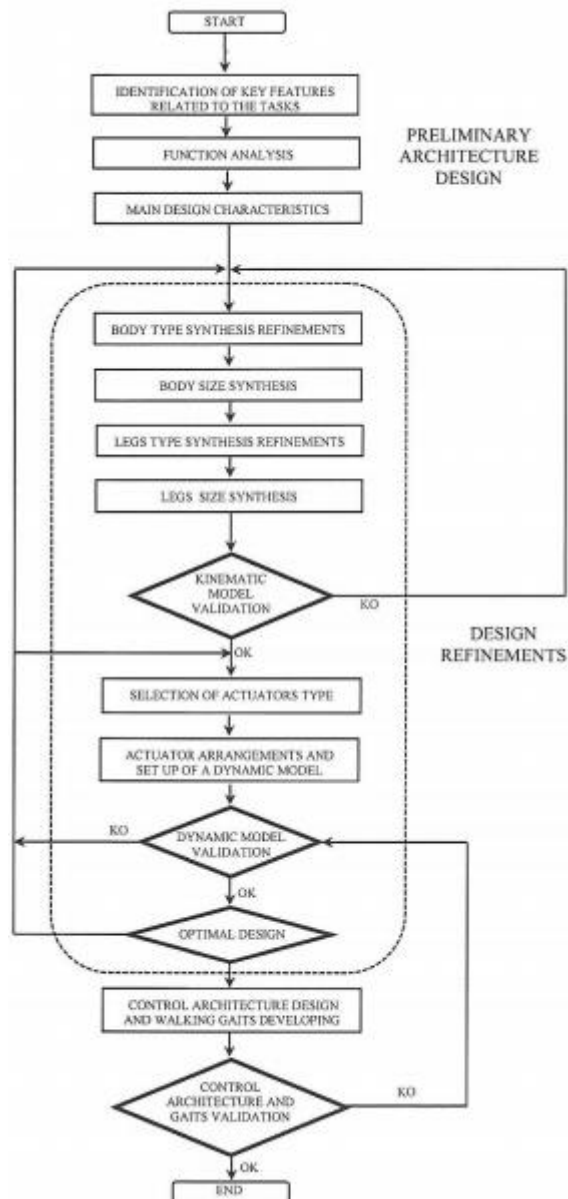 START
IDENTIFICATION OF KEY FEATURES
RELATED TO THE TASKS
PRELIMINARY
ARCHITECTURE
DESIGN
FUNCTION ANALYSIS
MAIN DESIGN CHARACTERISTICS
BODY TYPE SYNTHESIS REFINEMENTS
BODY SIZE SYNTHESIS
LEGS TYPE SYNTHESIS REFINEMENTS
LEGS SIZE SYNTHESIS
KINEMATIC
MODEL
VALIDATION
KO
DESIGN
REFINEMENTS
OK
SELECTION OF ACTUATORS TYPE
ACTUATOR ARRANGEMENTS AND
SET UP OF A DYNAMIC MODEL
KO
DYNAMIC MODEL
VALIDATION
OK
OPTIMAL DESIGN
CONTROL ARCHITECTURE DESIGN
AND WALKING GAITS DEVELOPING
CONTROL
ARCHITECTURE AND
GAITS VALIDATION
KO
OK
END